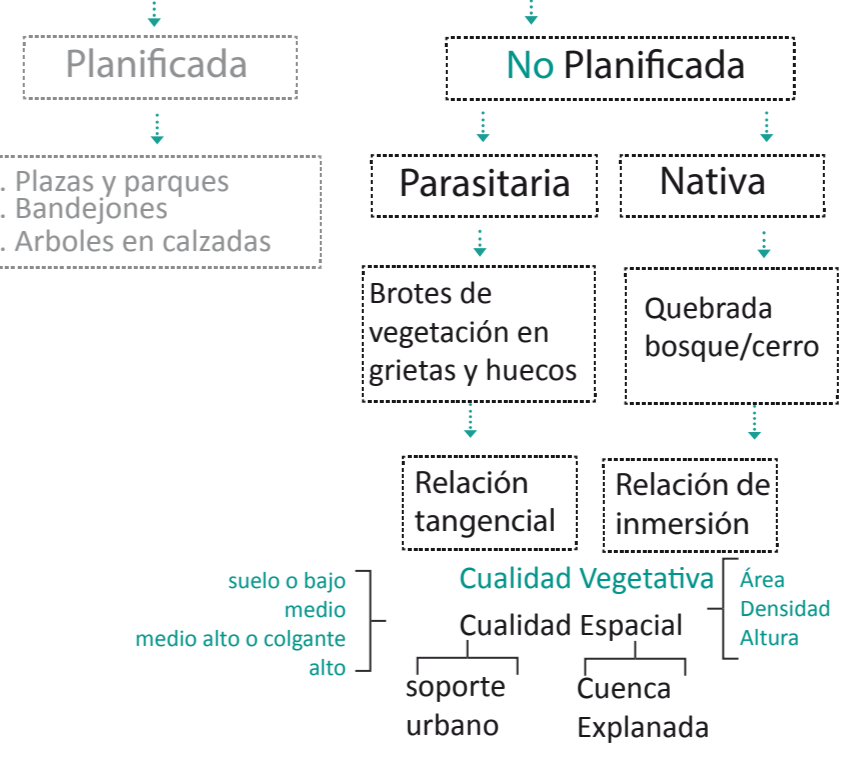 Planificada
No Planificada
. Plazas y parques
. Bandejones
. Arboles en calzadas
Parasitaria
Nativa
Brotes de
vegetación en
grietas y huecos
Quebrada
bosque/cerro
Relación
tangencial
Relación de
inmersión
suelo o bajo
medio
medio alto o colgante
alto
Cualidad Vegetativa
Cualidad Espacial
Área
Densidad
Altura
soporte
urbano
Cuenca
Explanada